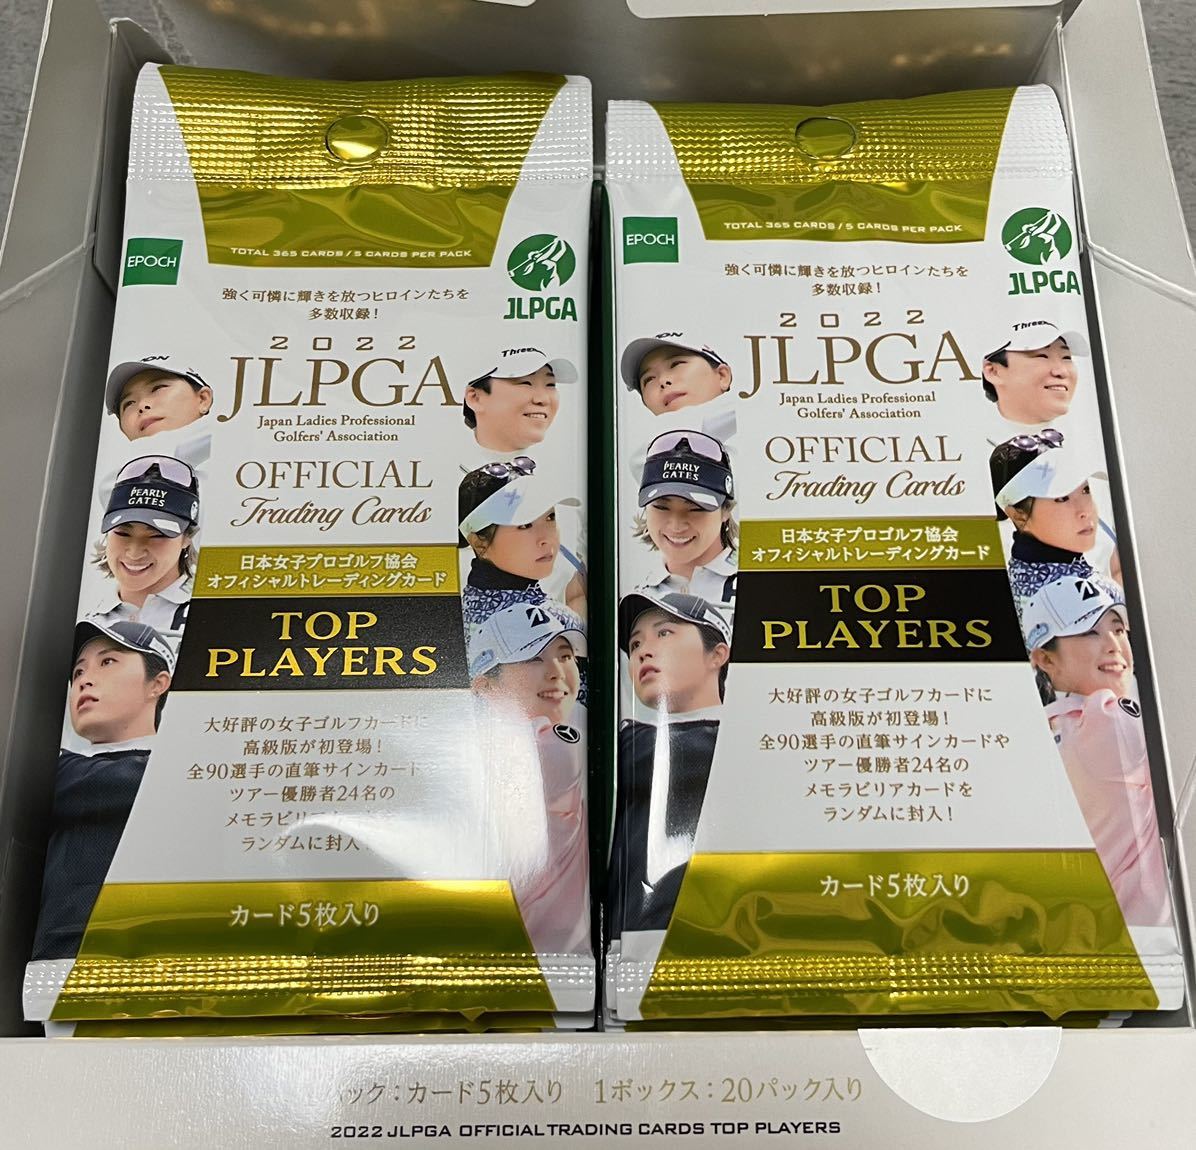 TOTAL 365 CARDS / 5 CARDS PER PACK
EPOCH
JLPGA
強く可憐に輝きを放つヒロインたちを
多数収録！
2022
JLPGA
Japan Ladies Professional
Golfers' Association
OFFICIAL
Trading Cards
日本女子プロゴルフ協会
オフィシャルトレーディングカード
TOP
PLAYERS
大好評の女子ゴルフカードに
高級版が初登場！
全90選手の直筆サインカード
ツアー優勝者24名の
ランダムに封入
カード5枚入り
PEARLY
GATES
Three
TOTAL 365 CARDS / 5 CARDS PER PACK
EPOCH
JLPGA
強く可憐に輝きを放つヒロインたちを
多数収録！
2022
JLPGA
Japan Ladies Professional
Golfers' Association
OFFICIAL
Trading Cards
日本女子プロゴルフ協会
オフィシャルトレーディングカード
TOP
PLAYERS
大好評の女子ゴルフカードに
高級版が初登場！
全90選手の直筆サインカードや
ツアー優勝者24名の
メモラビリアカードを
ランダムに封入！
カード5枚入り
PEARLY
GATES
Three
ック：カード5枚入り 1ボックス：20パック入り
2022 JLPGA OFFICIAL TRADING CARDS TOP PLAYERS